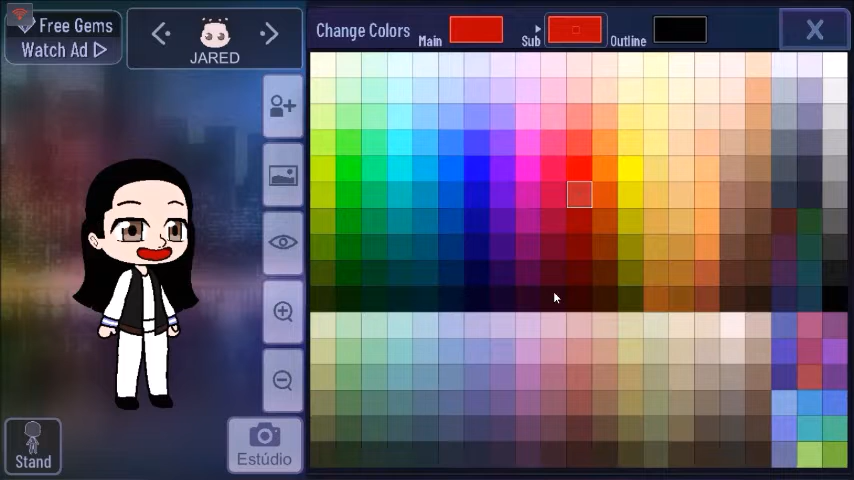 Free Gems
Watch Ad
JARED
Change Colors
Main
Sub
Outline
X
Stand
Estúdio